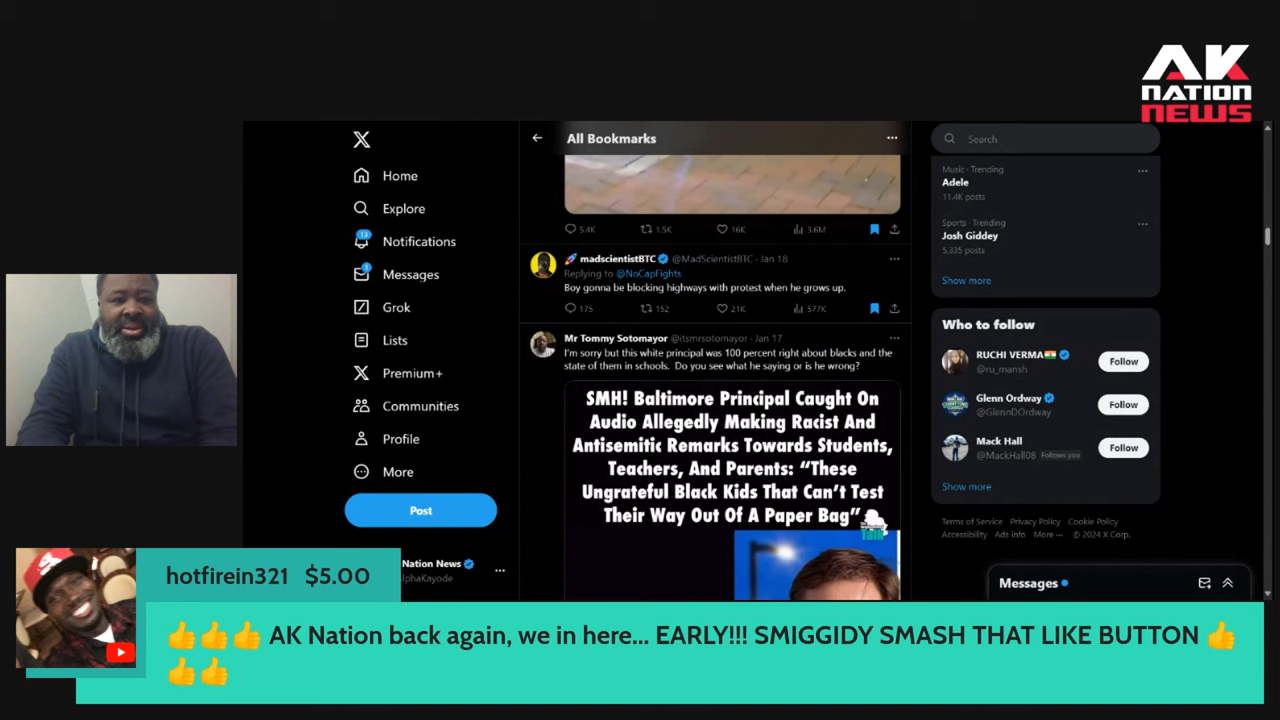 AK
NATION
NEWS
X
Home
Explore
13
Notifications
1
Messages
Grok
Lists
Premium+
Communities
Profile
More
Post
Nation News
lphaKayode
All Bookmarks
5.4K 1.5K 16K 3.6M
madscientistBTC @MadScientistBTC · Jan 18
Replying to @NoCapFights
Boy gonna be blocking highways with protest when he grows up.
175 152 21K 577K
Mr Tommy Sotomayor @itsmrsotomayor · Jan 17
I'm sorry but this white principal was 100 percent right about blacks and the
state of them in schools. Do you see what he saying or is he wrong?
SMH! Baltimore Principal Caught On
Audio Allegedly Making Racist And
Antisemitic Remarks Towards Students,
Teachers, And Parents: “These
Ungrateful Black Kids That Can’t Test
Their Way Out Of A Paper Bag”
Talk
Search
Music · Trending
Adele
11.4K posts
Sports · Trending
Josh Giddey
5,335 posts
Show more
Who to follow
RUCHI VERMA
@ru_mansh
Follow
Glenn Ordway
@GlennDOrdway
Follow
Mack Hall
@MackHall08 Follows you
Follow
Show more
Terms of Service Privacy Policy Cookie Policy
Accessibility Ads info More ··· © 2024 X Corp.
Messages
hotfirein321 $5.00
👍👍👍 AK Nation back again, we in here... EARLY!!! SMIGGIDY SMASH THAT LIKE BUTTON 👍
👍👍